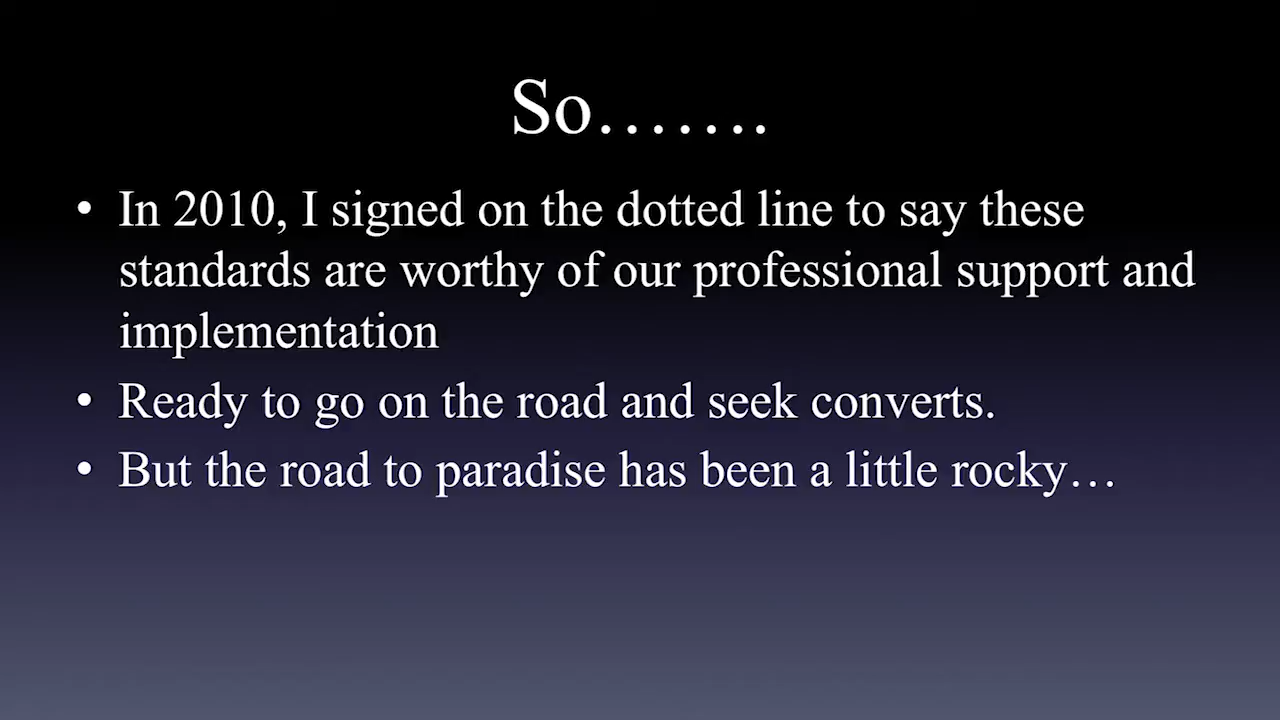 So…….
• In 2010, I signed on the dotted line to say these
standards are worthy of our professional support and
implementation
• Ready to go on the road and seek converts.
• But the road to paradise has been a little rocky…